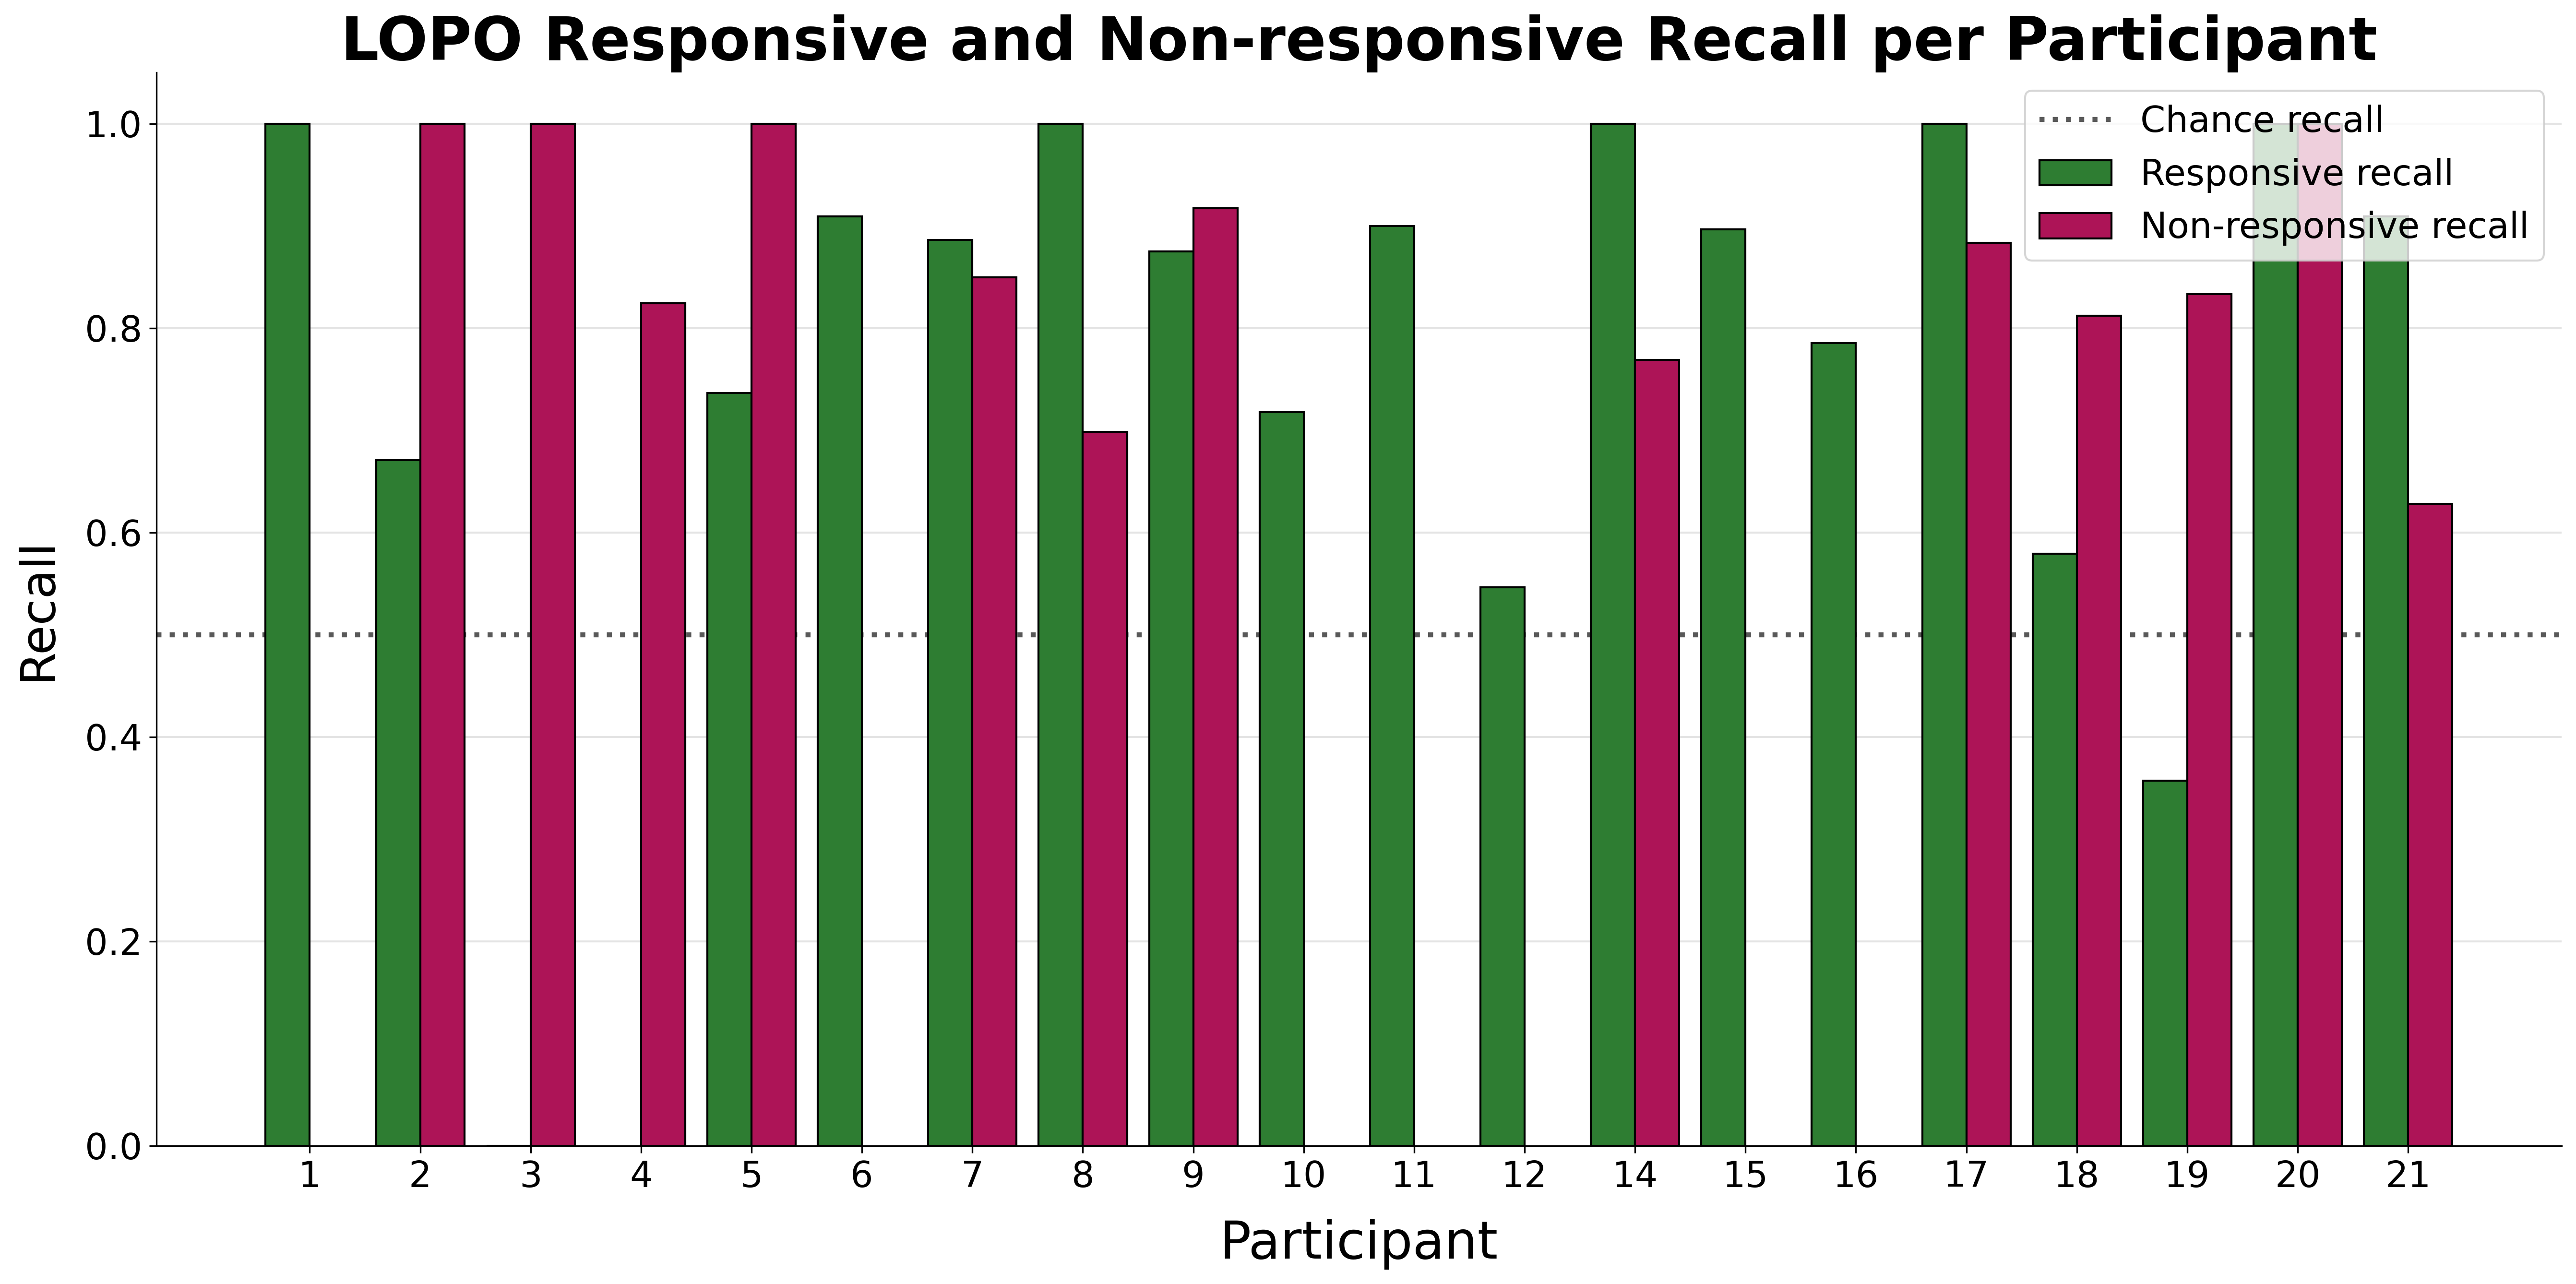 LOPO Responsive and Non-responsive Recall per Participant
Chance recall
Responsive recall
Non-responsive recall
Recall
1.0
0.8
0.6
0.4
0.2
0.0
1 2 3 4 5 6 7 8 9 10 11 12 14 15 16 17 18 19 20 21
Participant